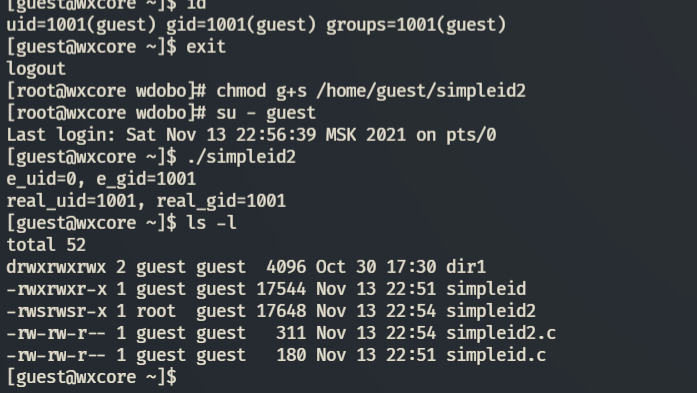 [guest@wxcore ~]$ id
uid=1001(guest) gid=1001(guest) groups=1001(guest)
[guest@wxcore ~]$ exit
logout
[root@wxcore wdobo]# chmod g+s /home/guest/simpleid2
[root@wxcore wdobo]# su - guest
Last login: Sat Nov 13 22:56:39 MSK 2021 on pts/0
[guest@wxcore ~]$ ./simpleid2
e_uid=0, e_gid=1001
real_uid=1001, real_gid=1001
[guest@wxcore ~]$ ls -l
total 52
drwxrwxrwx 2 guest guest  4096 Oct 30 17:30 dir1
-rwxrwxr-x 1 guest guest 17544 Nov 13 22:51 simpleid
-rwsrwsr-x 1 root  guest 17648 Nov 13 22:54 simpleid2
-rw-rw-r-- 1 guest guest   311 Nov 13 22:54 simpleid2.c
-rw-rw-r-- 1 guest guest   180 Nov 13 22:51 simpleid.c
[guest@wxcore ~]$